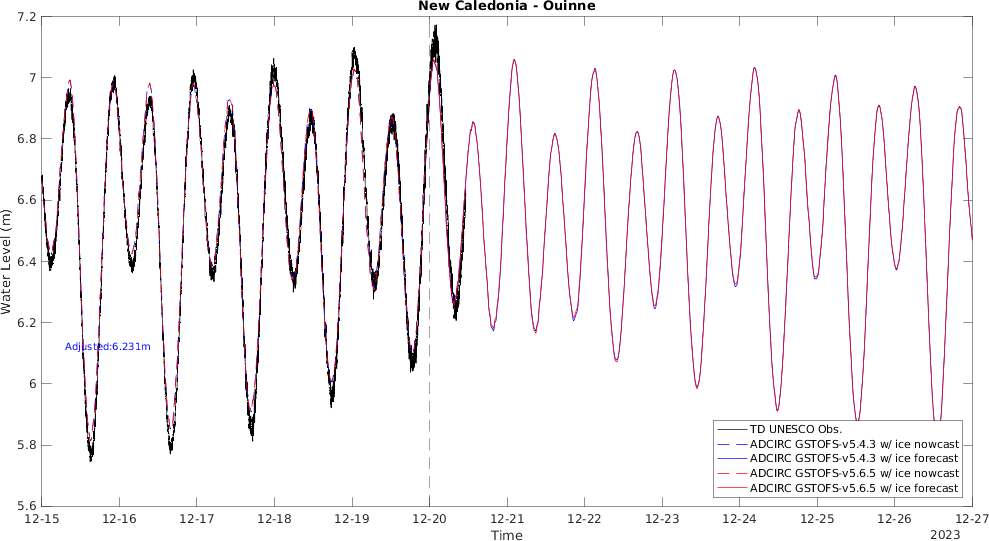 New Caledonia - Ouinne
7.2
7
6.8
6.6
6.4
6.2
6
5.8
5.6
Water Level (m)
Adjusted:6.231m
TD UNESCO Obs.
ADCIRC GSTOFS-v5.4.3 w/ ice nowcast
ADCIRC GSTOFS-v5.4.3 w/ ice forecast
ADCIRC GSTOFS-v5.6.5 w/ ice nowcast
ADCIRC GSTOFS-v5.6.5 w/ ice forecast
12-15 12-16 12-17 12-18 12-19 12-20 12-21 12-22 12-23 12-24 12-25 12-26 12-27
Time
2023